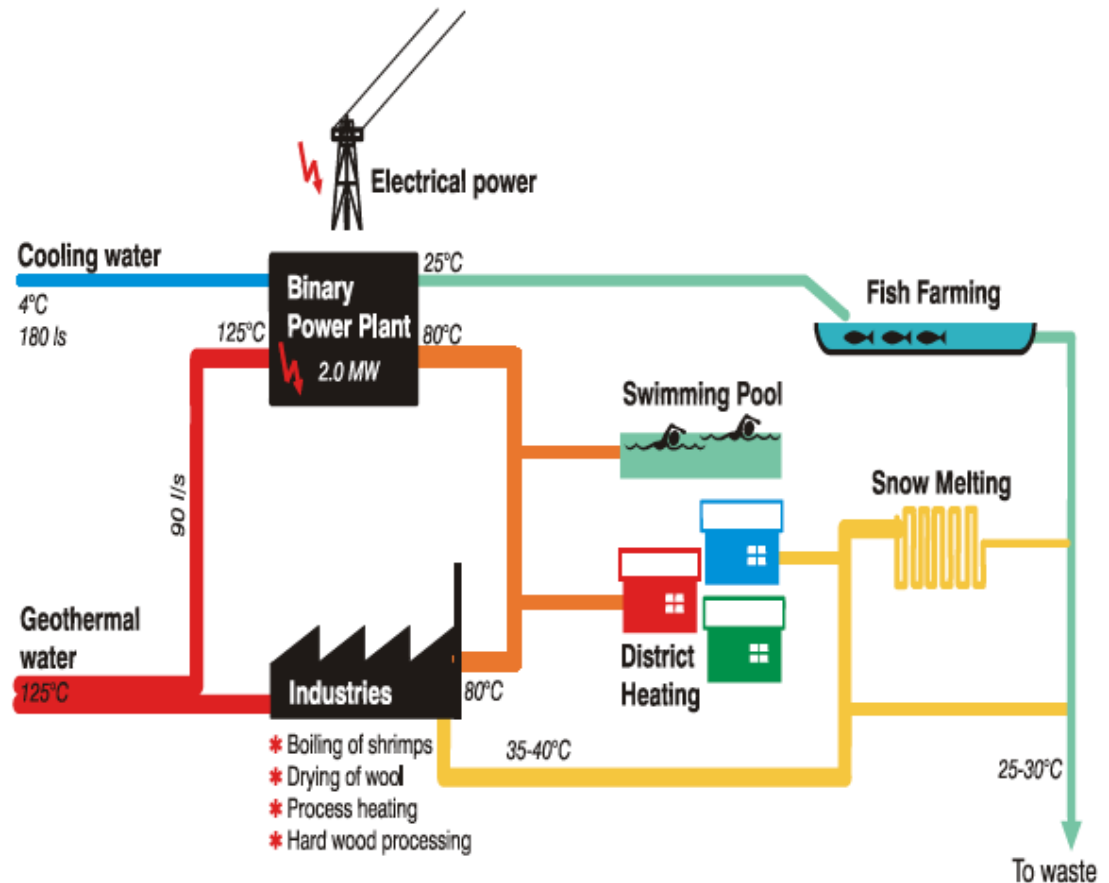 Electrical power
Cooling water
4°C
180 ls
25°C
Binary
Power Plant
2.0 MW
125°C
80°C
Fish Farming
Swimming Pool
Snow Melting
90 l/s
Geothermal
water
125°C
Industries
80°C
District
Heating
* Boiling of shrimps
* Drying of wool
* Process heating
* Hard wood processing
35-40°C
25-30°C
To waste